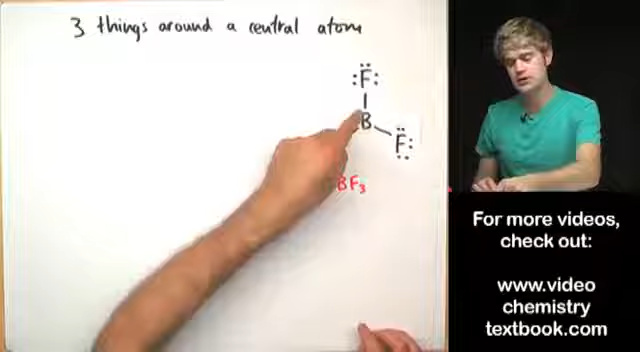 3 things around a central atom
F
B
F
BF3
For more videos,
check out:
www.video
chemistry
textbook.com